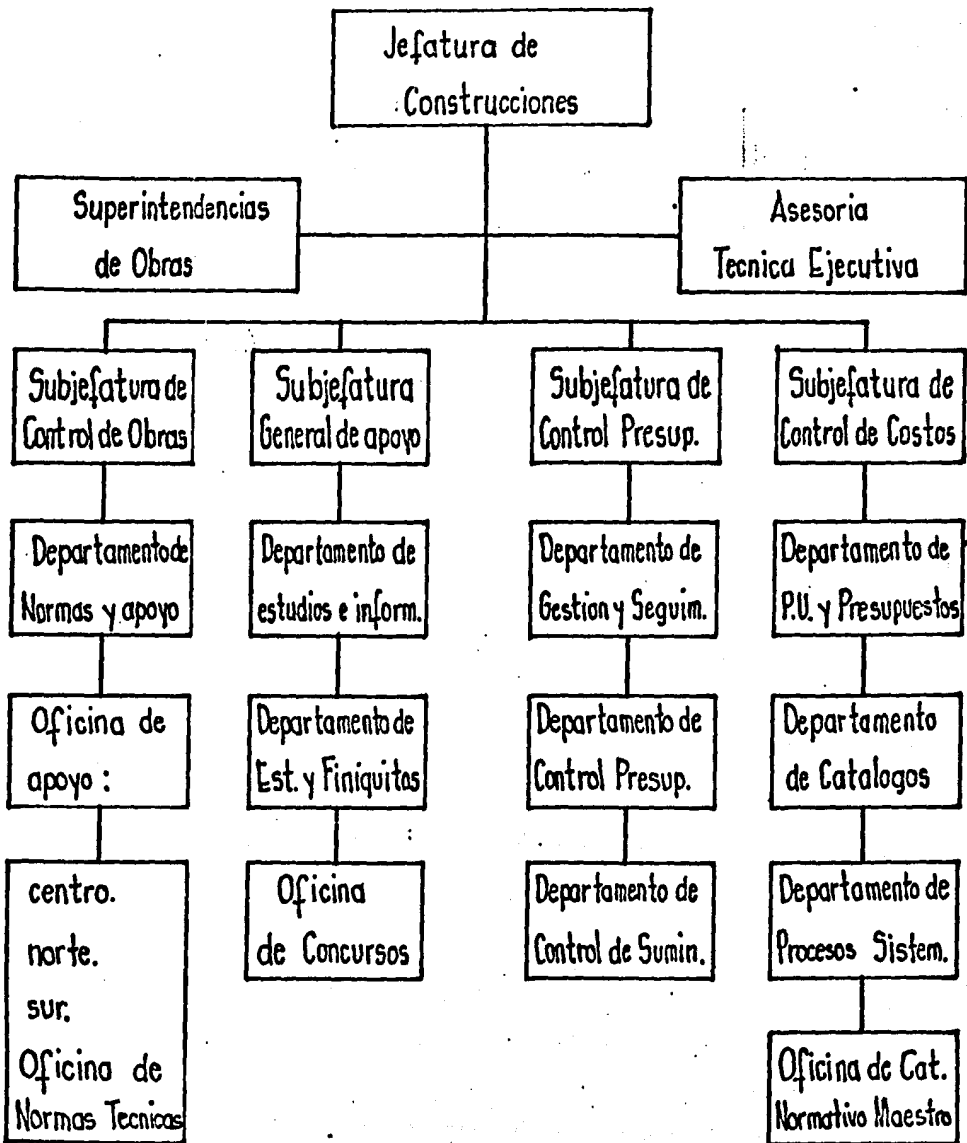 Jefatura de
Construcciones
Superintendencias
de Obras
Asesoria
Tecnica Ejecutiva
Subjefatura de
Control de Obras
Subjefatura
General de apoyo
Subjefatura de
Control Presup.
Subjefatura de
Control de Costos
Departamento de
Normas y apoyo
Departamento de
estudios e inform.
Departamento de
Gestion y Seguim.
Departamento de
P.U. y Presupuestos
Oficina de
apoyo :
Departamento de
Est. y Finiquitos
Departamento de
Control Presup.
Departamento
de Catalogos
centro.
norte.
sur.
Oficina de
Normas Tecnicas
Oficina
de Concursos
Departamento de
Control de Sumin.
Departamento de
Procesos Sistem.
Oficina de Cat.
Normativo Maestro